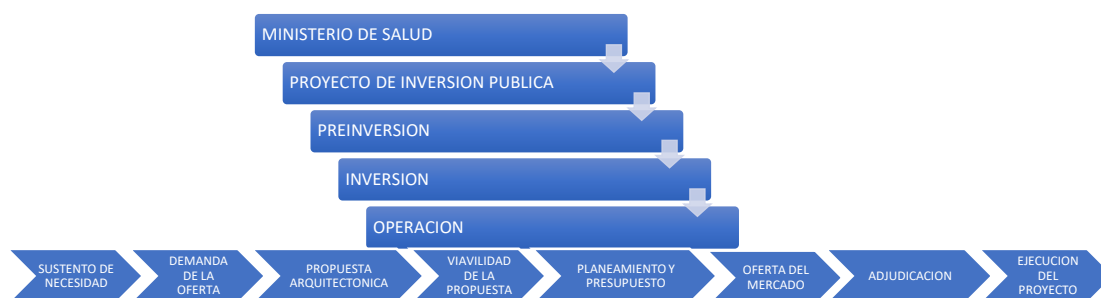 MINISTERIO DE SALUD
PROYECTO DE INVERSION PUBLICA
PREINVERSION
INVERSION
OPERACION
SUSTENTO DE
NECESIDAD
DEMANDA
DE LA
OFERTA
PROPUESTA
ARQUITECTONICA
VIAVILIDAD
DE LA
PROPUESTA
PLANEAMIENTO Y
PRESUPUESTO
OFERTA DEL
MERCADO
ADJUDICACION
EJECUCION
DEL
PROYECTO